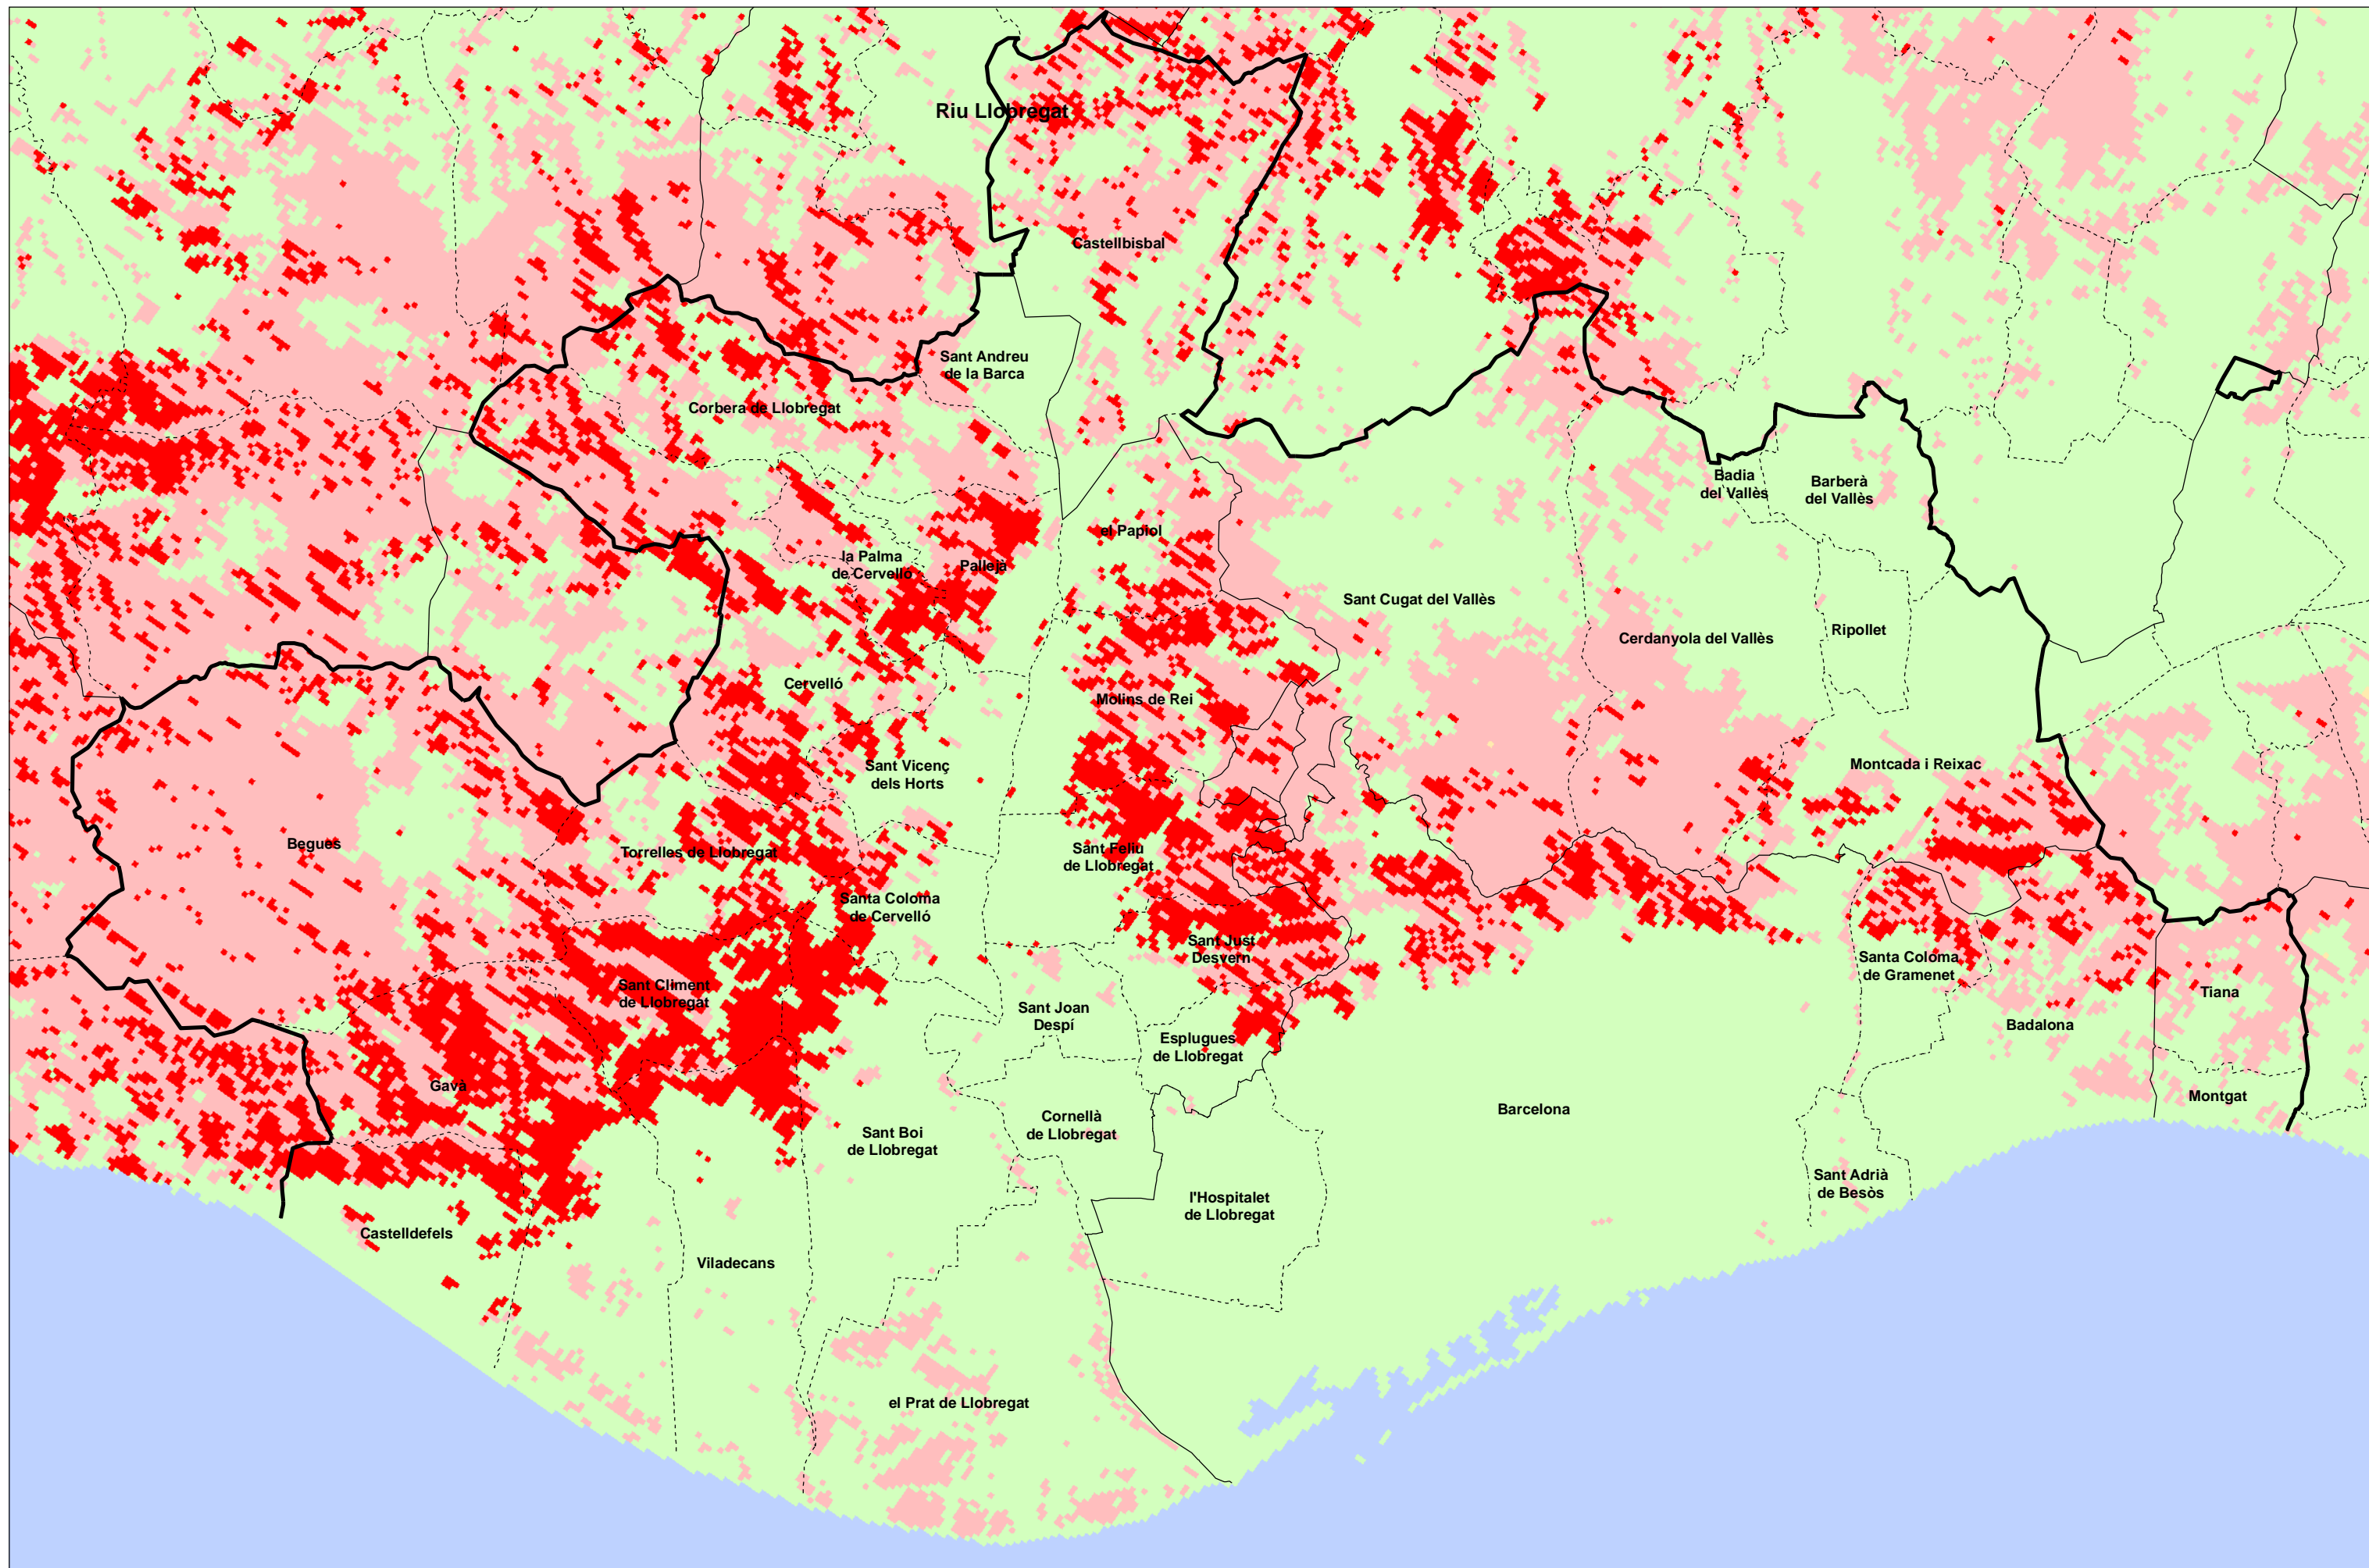 Riu Llobregat
Castellbisbal
Sant Andreu
de la Barca
Corbera de Llobregat
Badia
del Vallès
Barberà
del Vallès
el Papiol
la Palma
de Cervelló
Pallejà
Sant Cugat del Vallès
Cerdanyola del Vallès
Ripollet
Cervelló
Molins de Rei
Sant Vicenç
dels Horts
Montcada i Reixac
Begues
Torrelles de Llobregat
Sant Feliu
de Llobregat
Santa Coloma
de Cervelló
Sant Just
Desvern
Santa Coloma
de Gramenet
Sant Climent
de Llobregat
Tiana
Sant Joan
Despí
Badalona
Esplugues
de Llobregat
Gavà
Montgat
Barcelona
Cornellà
de Llobregat
Sant Boi
de Llobregat
Sant Adrià
de Besòs
l'Hospitalet
de Llobregat
Castelldefels
Viladecans
el Prat de Llobregat